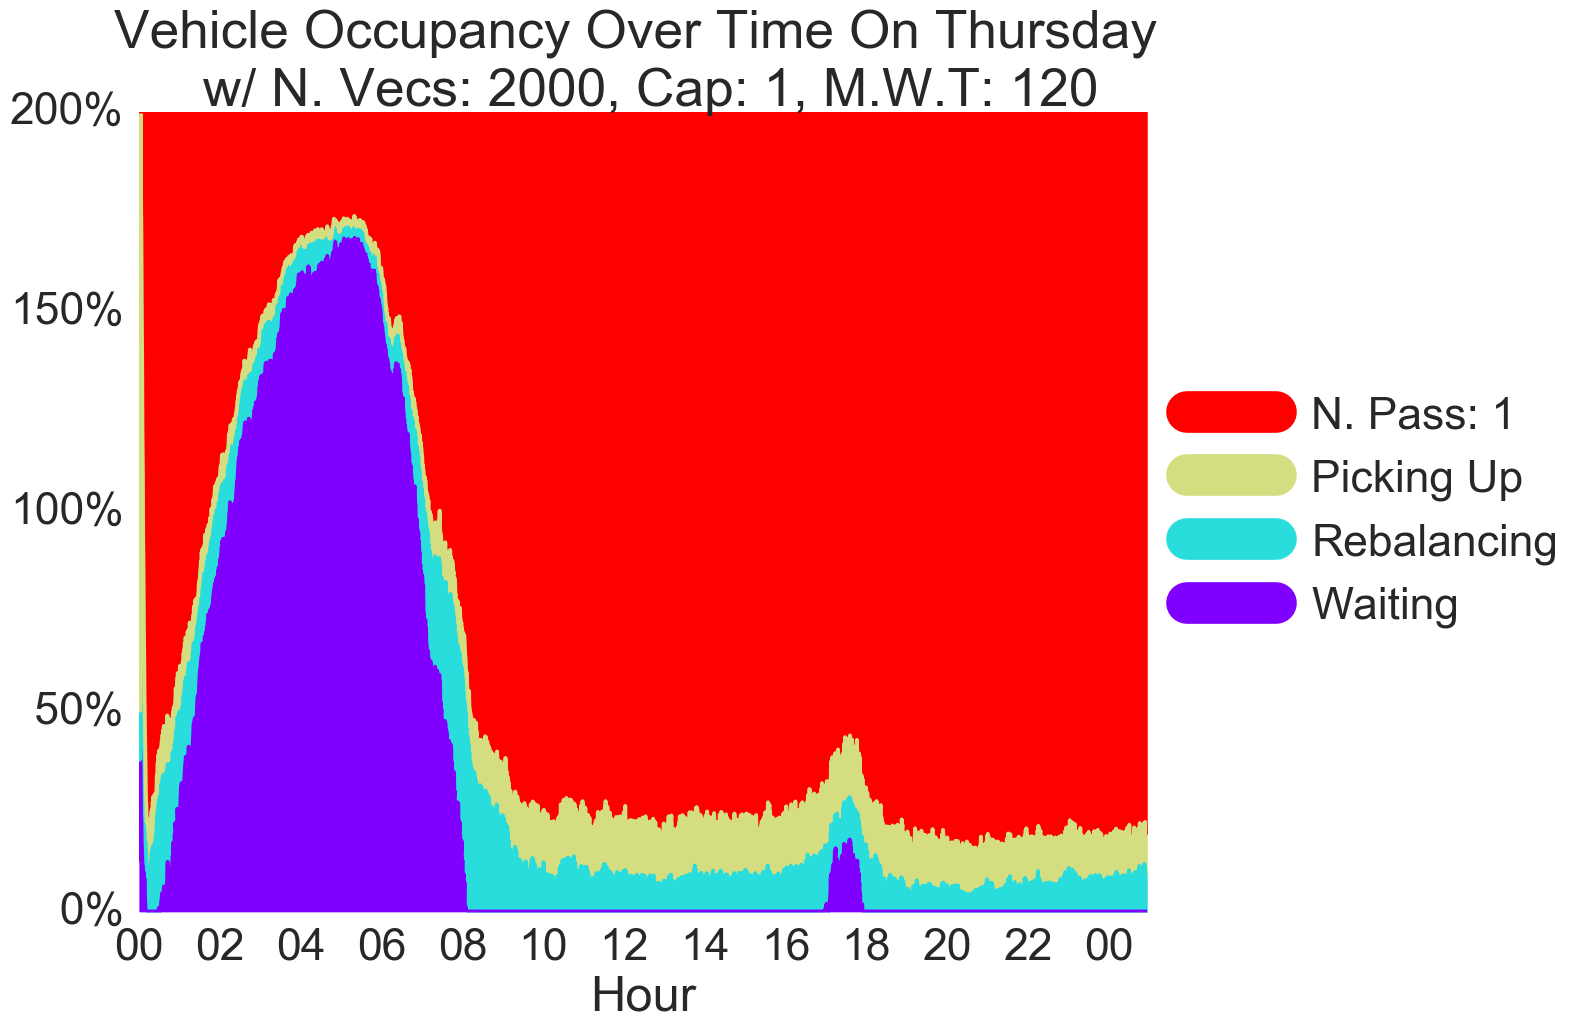 Vehicle Occupancy Over Time On Thursday
w/ N. Vecs: 2000, Cap: 1, M.W.T: 120
200%
150%
100%
50%
0%
00 02 04 06 08 10 12 14 16 18 20 22 00
Hour
N. Pass: 1
Picking Up
Rebalancing
Waiting